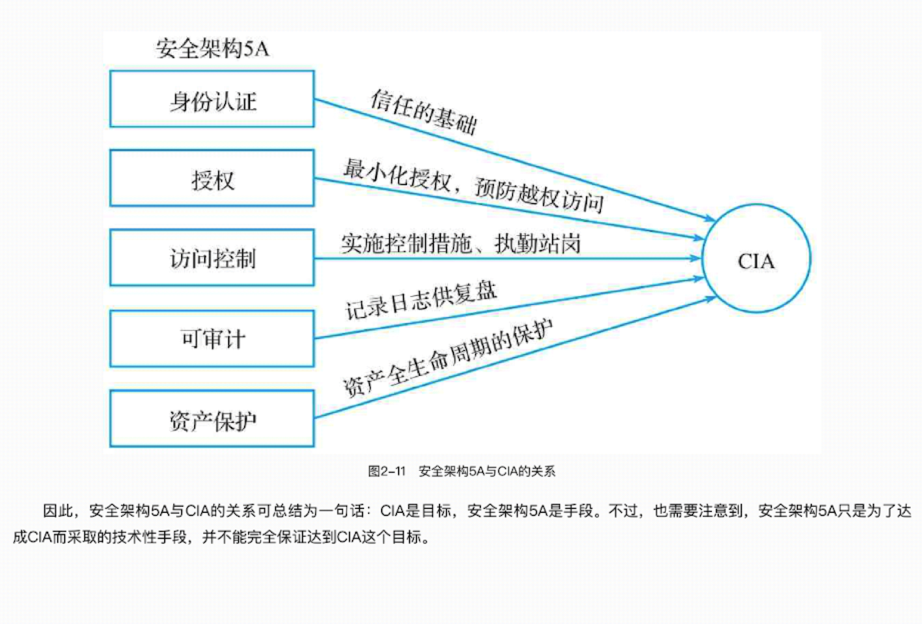 安全架构5A
身份认证
信任的基础
授权
最小化授权，预防越权访问
访问控制
实施控制措施、执勤站岗
CIA
可审计
记录日志供复盘
资产保护
资产全生命周期的保护
图2-11 安全架构5A与CIA的关系
因此，安全架构5A与CIA的关系可总结为一句话：CIA是目标，安全架构5A是手段。不过，也需要注意到，安全架构5A只是为了达
成CIA而采取的技术性手段，并不能完全保证达到CIA这个目标。